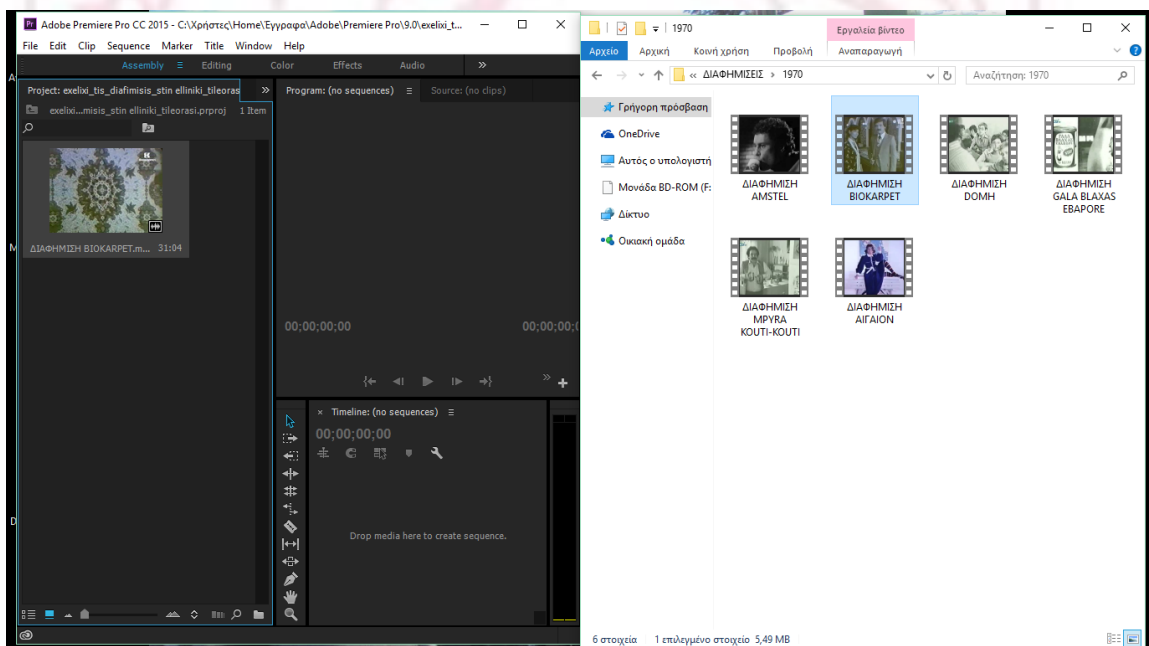 Pr Adobe Premiere Pro CC 2015 - C:\Χρήστες\Home\Έγγραφα\Adobe\Premiere Pro\9.0\exelixi_t...
File Edit Clip Sequence Marker Title Window Help
Assembly Editing Color Effects Audio »
Project: exelixi_tis_diafimisis_stin elliniki_tileoras »
exelixi...misis_stin elliniki_tileorasi.prproj 1 Item
ΔΙΑΦΗΜΙΣΗ BIOKARPET.m... 31:04
Program: (no sequences) Source: (no clips)
00;00;00;00 00;00;00;0
× Timeline: (no sequences)
00;00;00;00
Drop media here to create sequence.
1970
Εργαλεία βίντεο
Αρχείο Αρχική Κοινή χρήση Προβολή Αναπαραγωγή
« ΔΙΑΦΗΜΙΣΕΙΣ › 1970
Αναζήτηση: 1970
Γρήγορη πρόσβαση
OneDrive
Αυτός ο υπολογιστή
Μονάδα BD-ROM (F:
Δίκτυο
Οικιακή ομάδα
ΔΙΑΦΗΜΙΣΗ
AMSTEL
ΔΙΑΦΗΜΙΣΗ
BIOKARPET
ΔΙΑΦΗΜΙΣΗ
DOMH
ΔΙΑΦΗΜΙΣΗ
GALA BLAXAS
EBAPORE
ΔΙΑΦΗΜΙΣΗ
MPYRA
KOUTI-KOUTI
ΔΙΑΦΗΜΙΣΗ
ΑΙΓΑΙΟΝ
6 στοιχεία 1 επιλεγμένο στοιχείο 5,49 MB